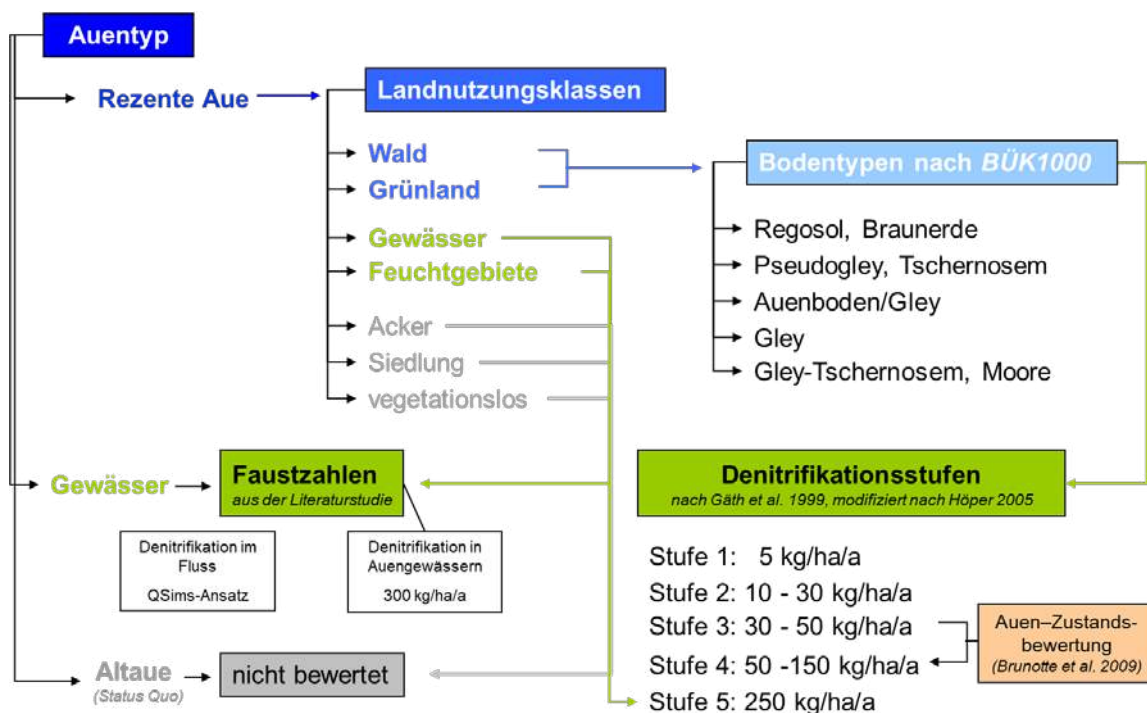 Auentyp
Rezente Aue
Landnutzungsklassen
Wald
Grünland
Gewässer
Feuchtgebiete
Acker
Siedlung
vegetationslos
Bodentypen nach BÜK1000
Regosol, Braunerde
Pseudogley, Tschernosem
Auenboden/Gley
Gley
Gley-Tschernosem, Moore
Gewässer
Faustzahlen
aus der Literaturstudie
Denitrifikation im
Fluss
QSims-Ansatz
Denitrifikation in
Auengewässern
300 kg/ha/a
Denitrifikationsstufen
nach Gäth et al. 1999, modifiziert nach Höper 2005
Stufe 1: 5 kg/ha/a
Stufe 2: 10 - 30 kg/ha/a
Stufe 3: 30 - 50 kg/ha/a
Stufe 4: 50 -150 kg/ha/a
Stufe 5: 250 kg/ha/a
Auen–Zustands-
bewertung
(Brunotte et al. 2009)
Altaue
(Status Quo)
nicht bewertet